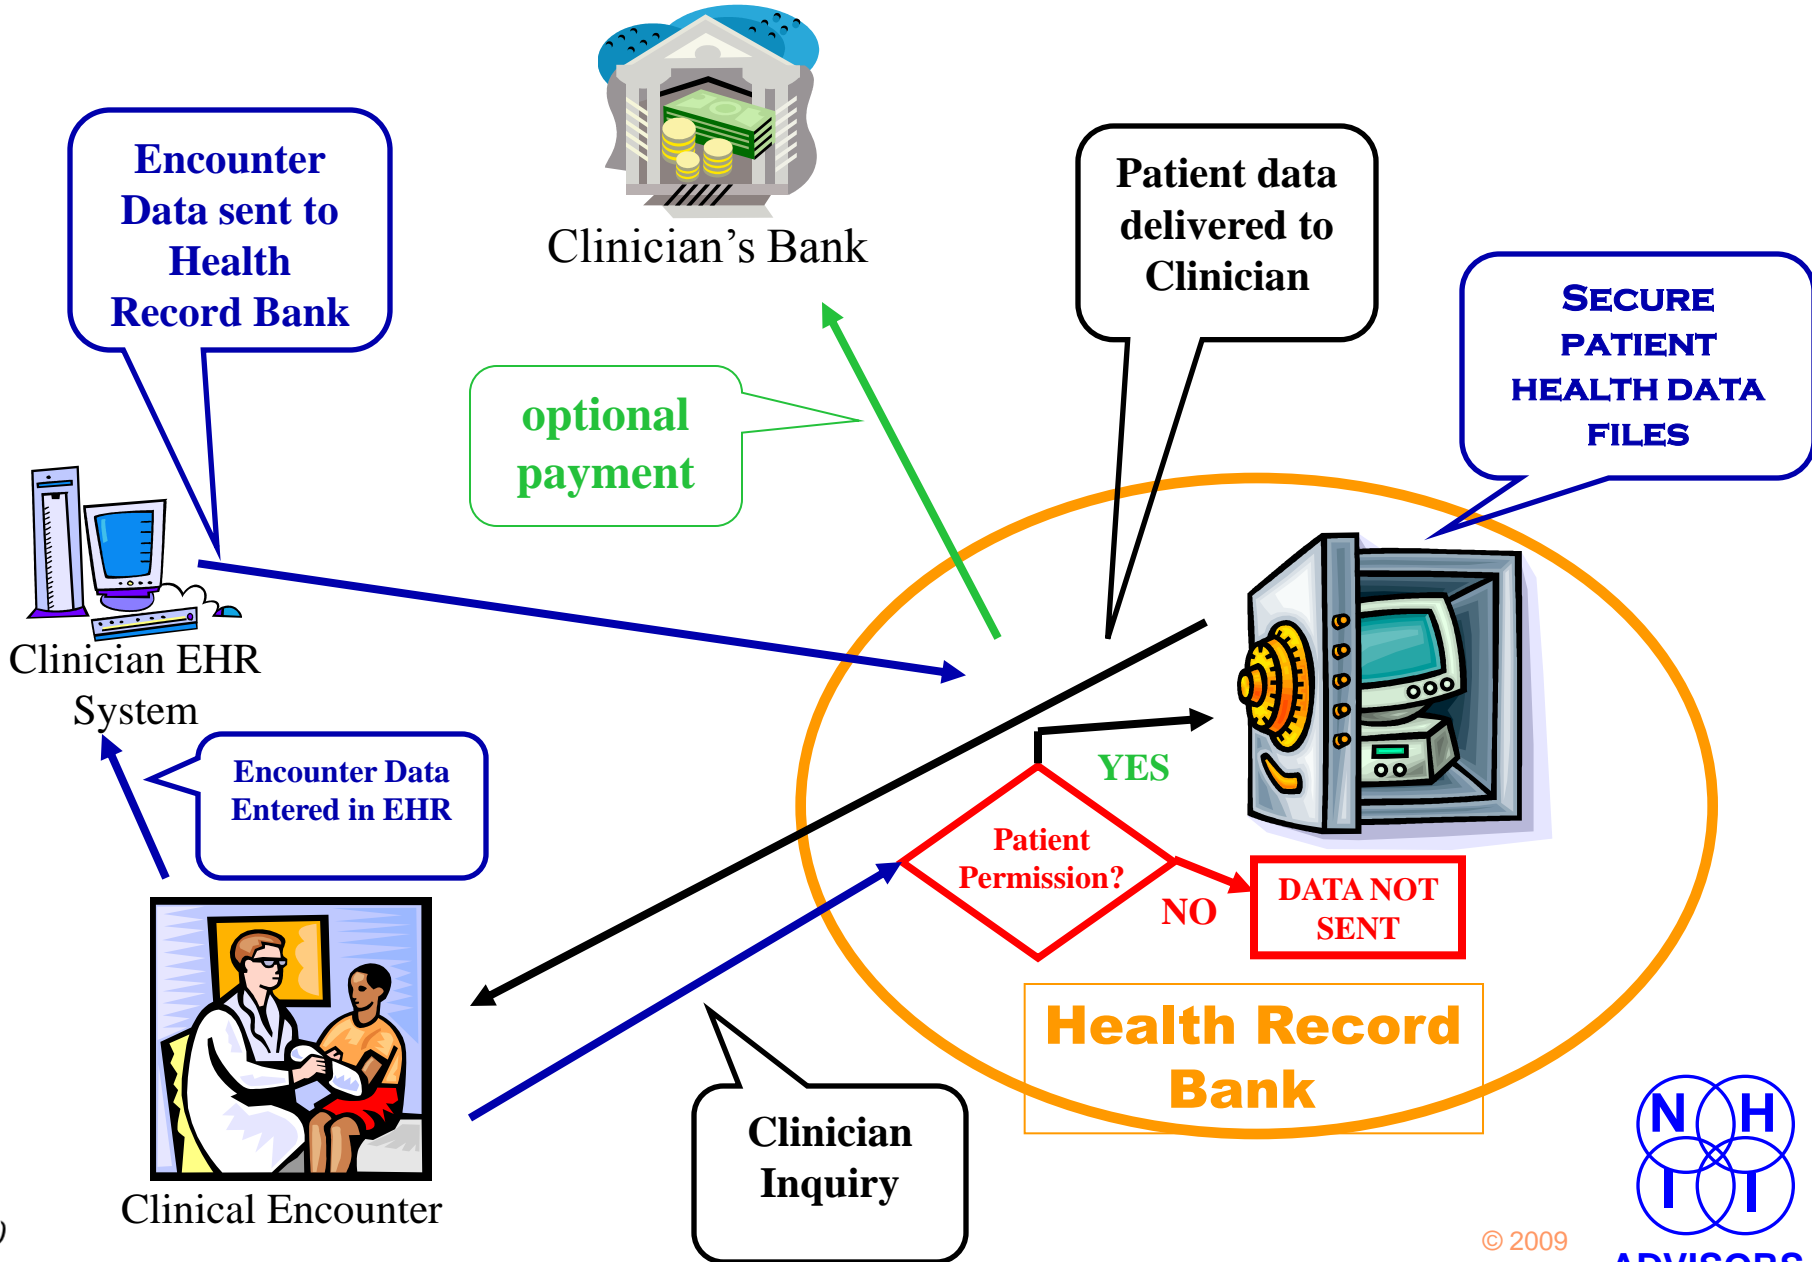 Encounter
Data sent to
Health
Record Bank
Clinician’s Bank
Patient data
delivered to
Clinician
SECURE
PATIENT
HEALTH DATA
FILES
optional
payment
Clinician EHR
System
Encounter Data
Entered in EHR
YES
Patient
Permission?
NO
DATA NOT
SENT
Health Record
Bank
Clinician
Inquiry
Clinical Encounter
)
© 2009
N H
I I
ADVISORS